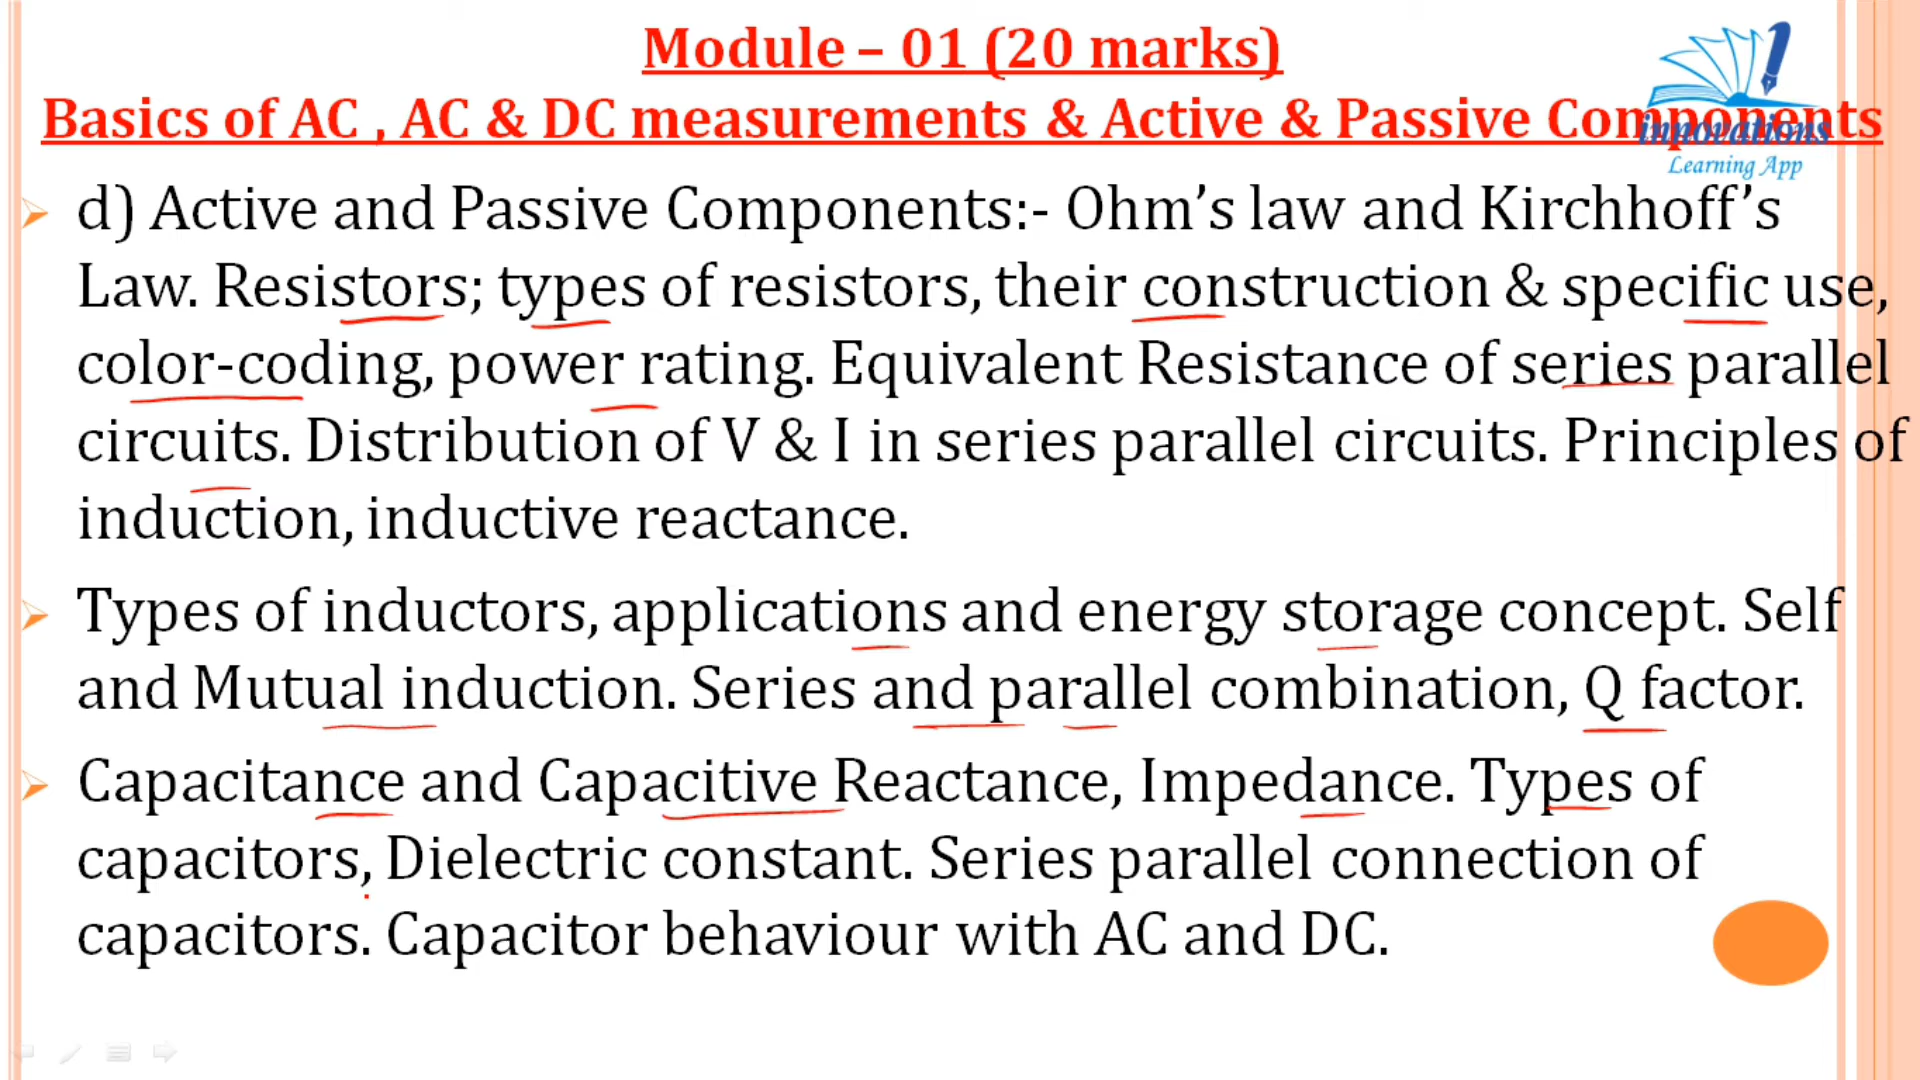 Module – 01 (20 marks)
Basics of AC , AC & DC measurements & Active & Passive Components
innovations
Learning App
d) Active and Passive Components:- Ohm’s law and Kirchhoff’s
Law. Resistors; types of resistors, their construction & specific use,
color-coding, power rating. Equivalent Resistance of series parallel
circuits. Distribution of V & I in series parallel circuits. Principles of
induction, inductive reactance.
Types of inductors, applications and energy storage concept. Self
and Mutual induction. Series and parallel combination, Q factor.
Capacitance and Capacitive Reactance, Impedance. Types of
capacitors, Dielectric constant. Series parallel connection of
capacitors. Capacitor behaviour with AC and DC.